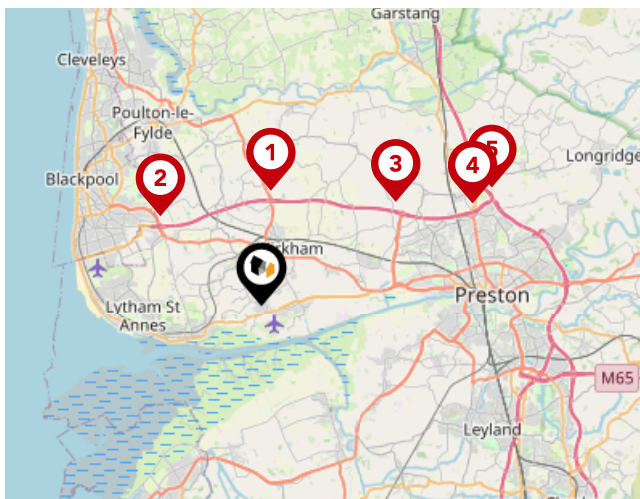 Garstang
Cleveleys
Poulton-le-
Fylde
Longridge
Blackpool
1
2
3
4
5
rkham
Lytham St
Annes
Preston
M65
Leyland